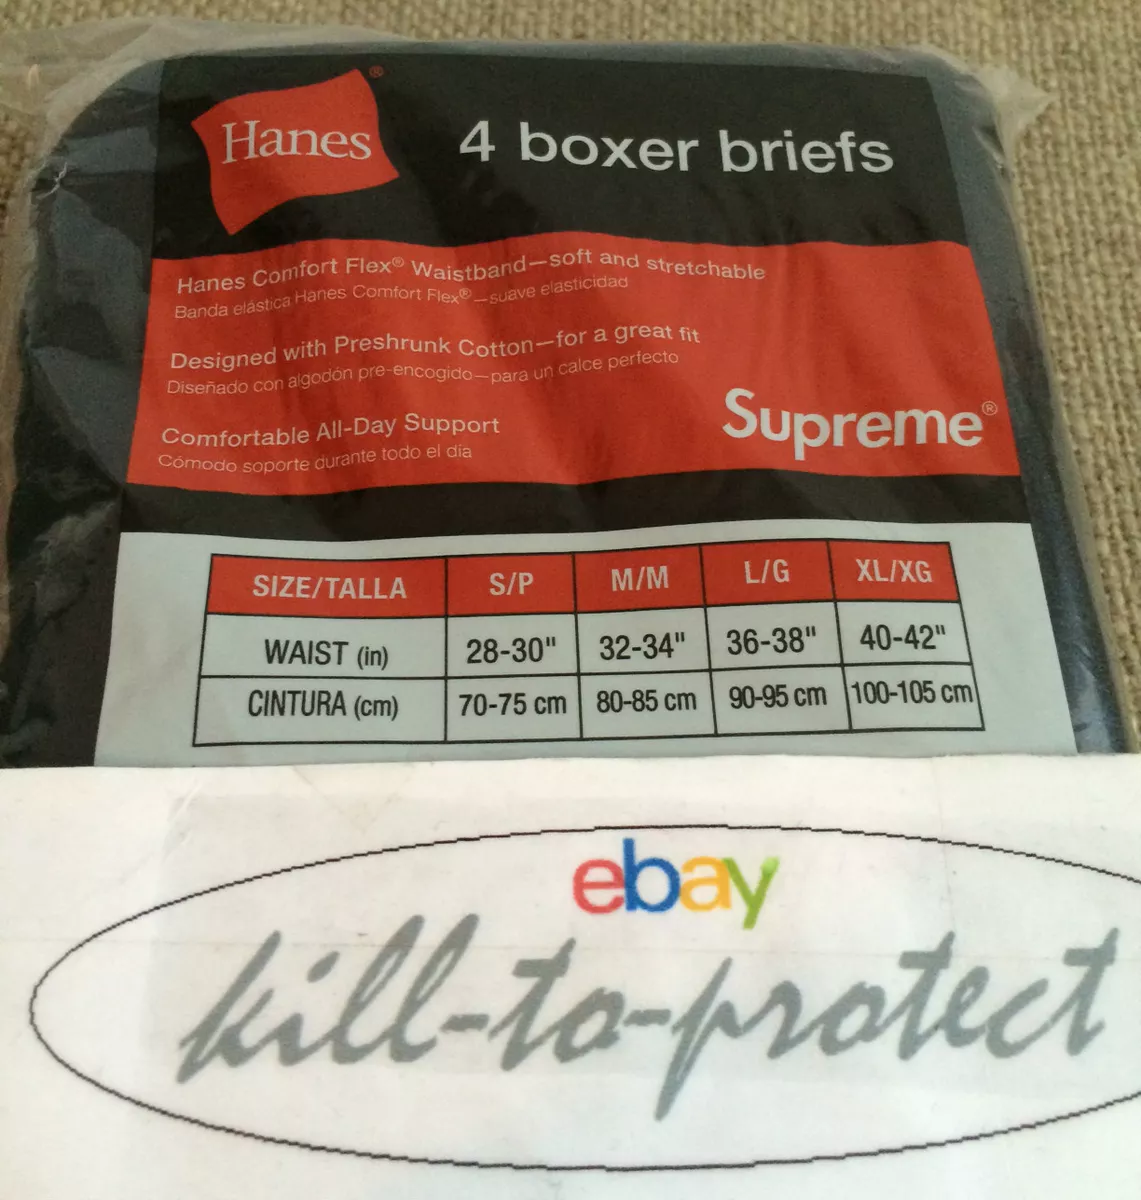 Hanes®
4 boxer briefs
Hanes Comfort Flex® Waistband—soft and stretchable
Banda elástica Hanes Comfort Flex®—suave elasticidad
Designed with Preshrunk Cotton—for a great fit
Diseñado con algodón pre-encogido—para un calce perfecto
Comfortable All-Day Support
Cómodo soporte durante todo el día
Supreme®
SIZE/TALLA S/P M/M L/G XL/XG
WAIST (in) 28-30" 32-34" 36-38" 40-42"
CINTURA (cm) 70-75 cm 80-85 cm 90-95 cm 100-105 cm
ebay
kill-to-protect